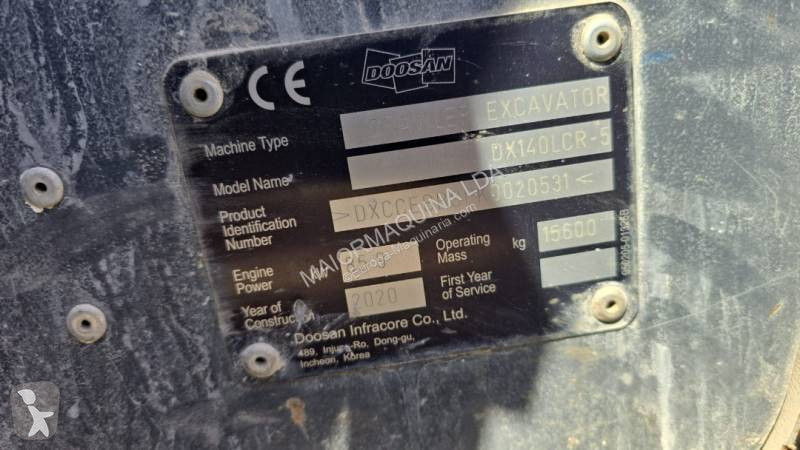 CE
DOOSAN
Machine Type EXCAVATOR
Model Name DX140LCR-5
Product
Identification
Number
Engine
Power
Operating
Mass kg 15600
Year of
Construction 2020
First Year
of Service
Doosan Infracore Co., Ltd.
489, Injung-Ro, Dong-gu,
Incheon, Korea
MAIORMAQUINA LDA